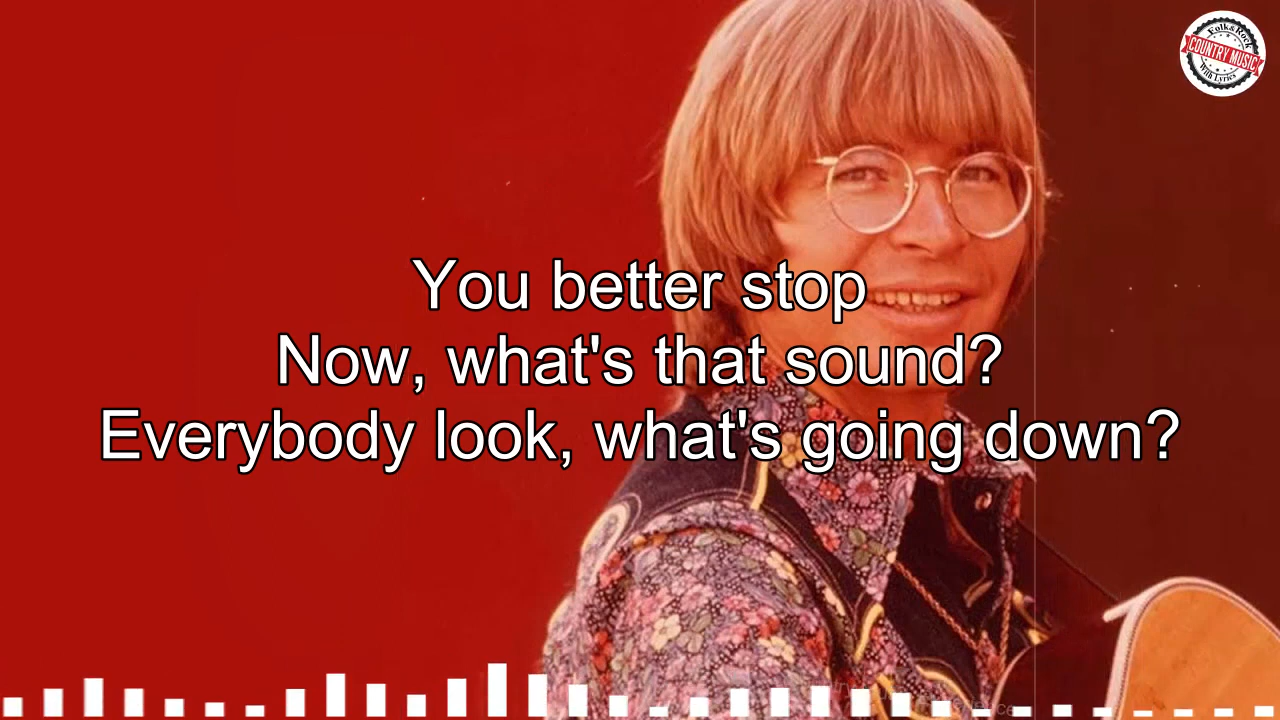 Folk&Rock
COUNTRY MUSIC
With Lyrics
You better stop
Now, what's that sound?
Everybody look, what's going down?